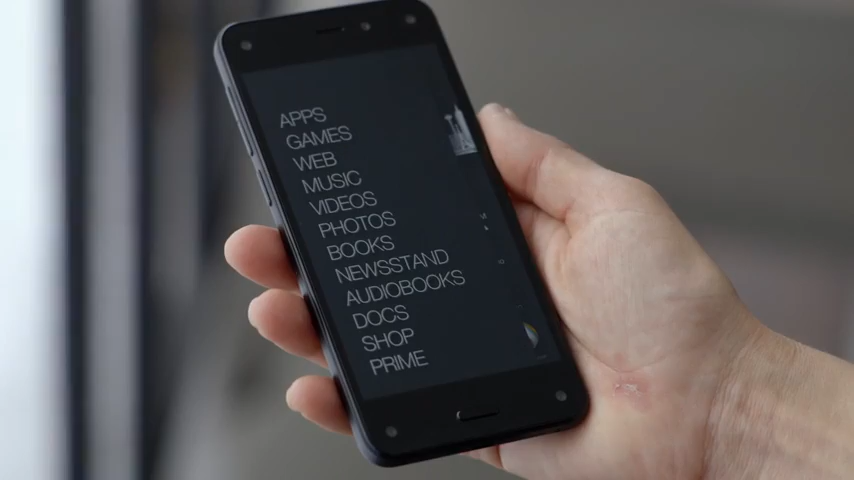 APPS
GAMES
WEB
MUSIC
VIDEOS
PHOTOS
BOOKS
NEWSSTAND
AUDIOBOOKS
DOCS
SHOP
PRIME